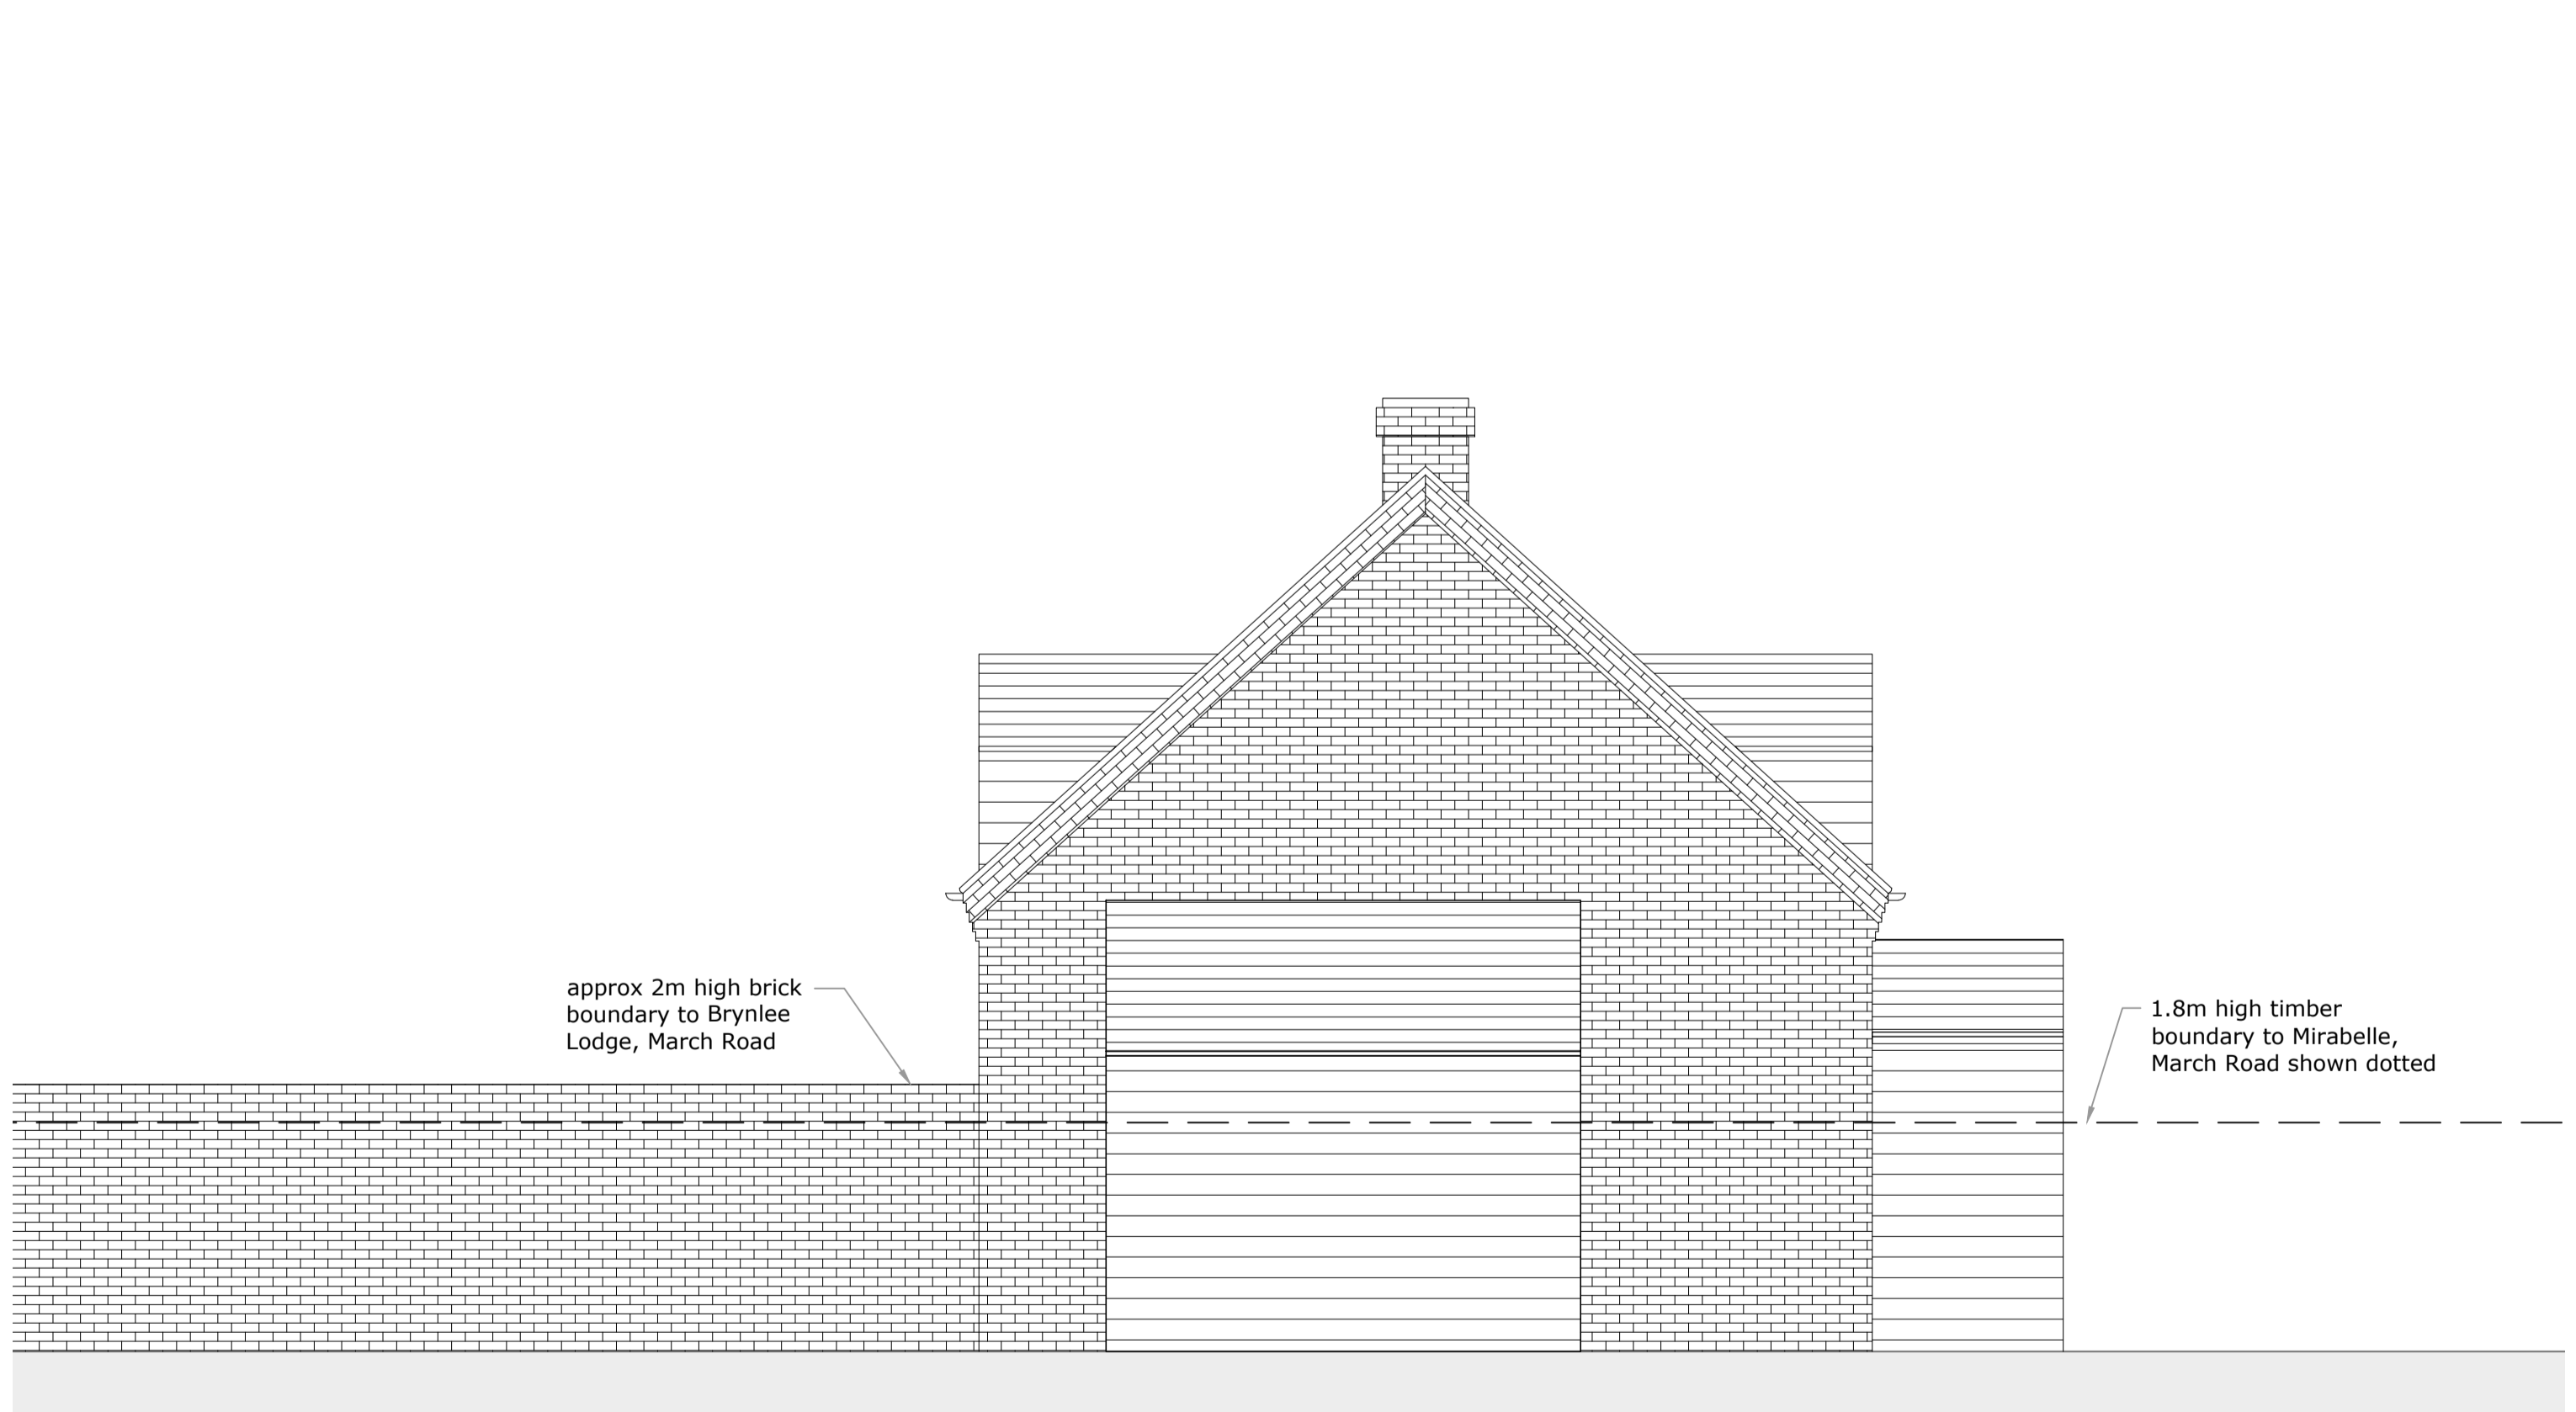 approx 2m high brick
boundary to Brynlee
Lodge, March Road
1.8m high timber
boundary to Mirabelle,
March Road shown dotted